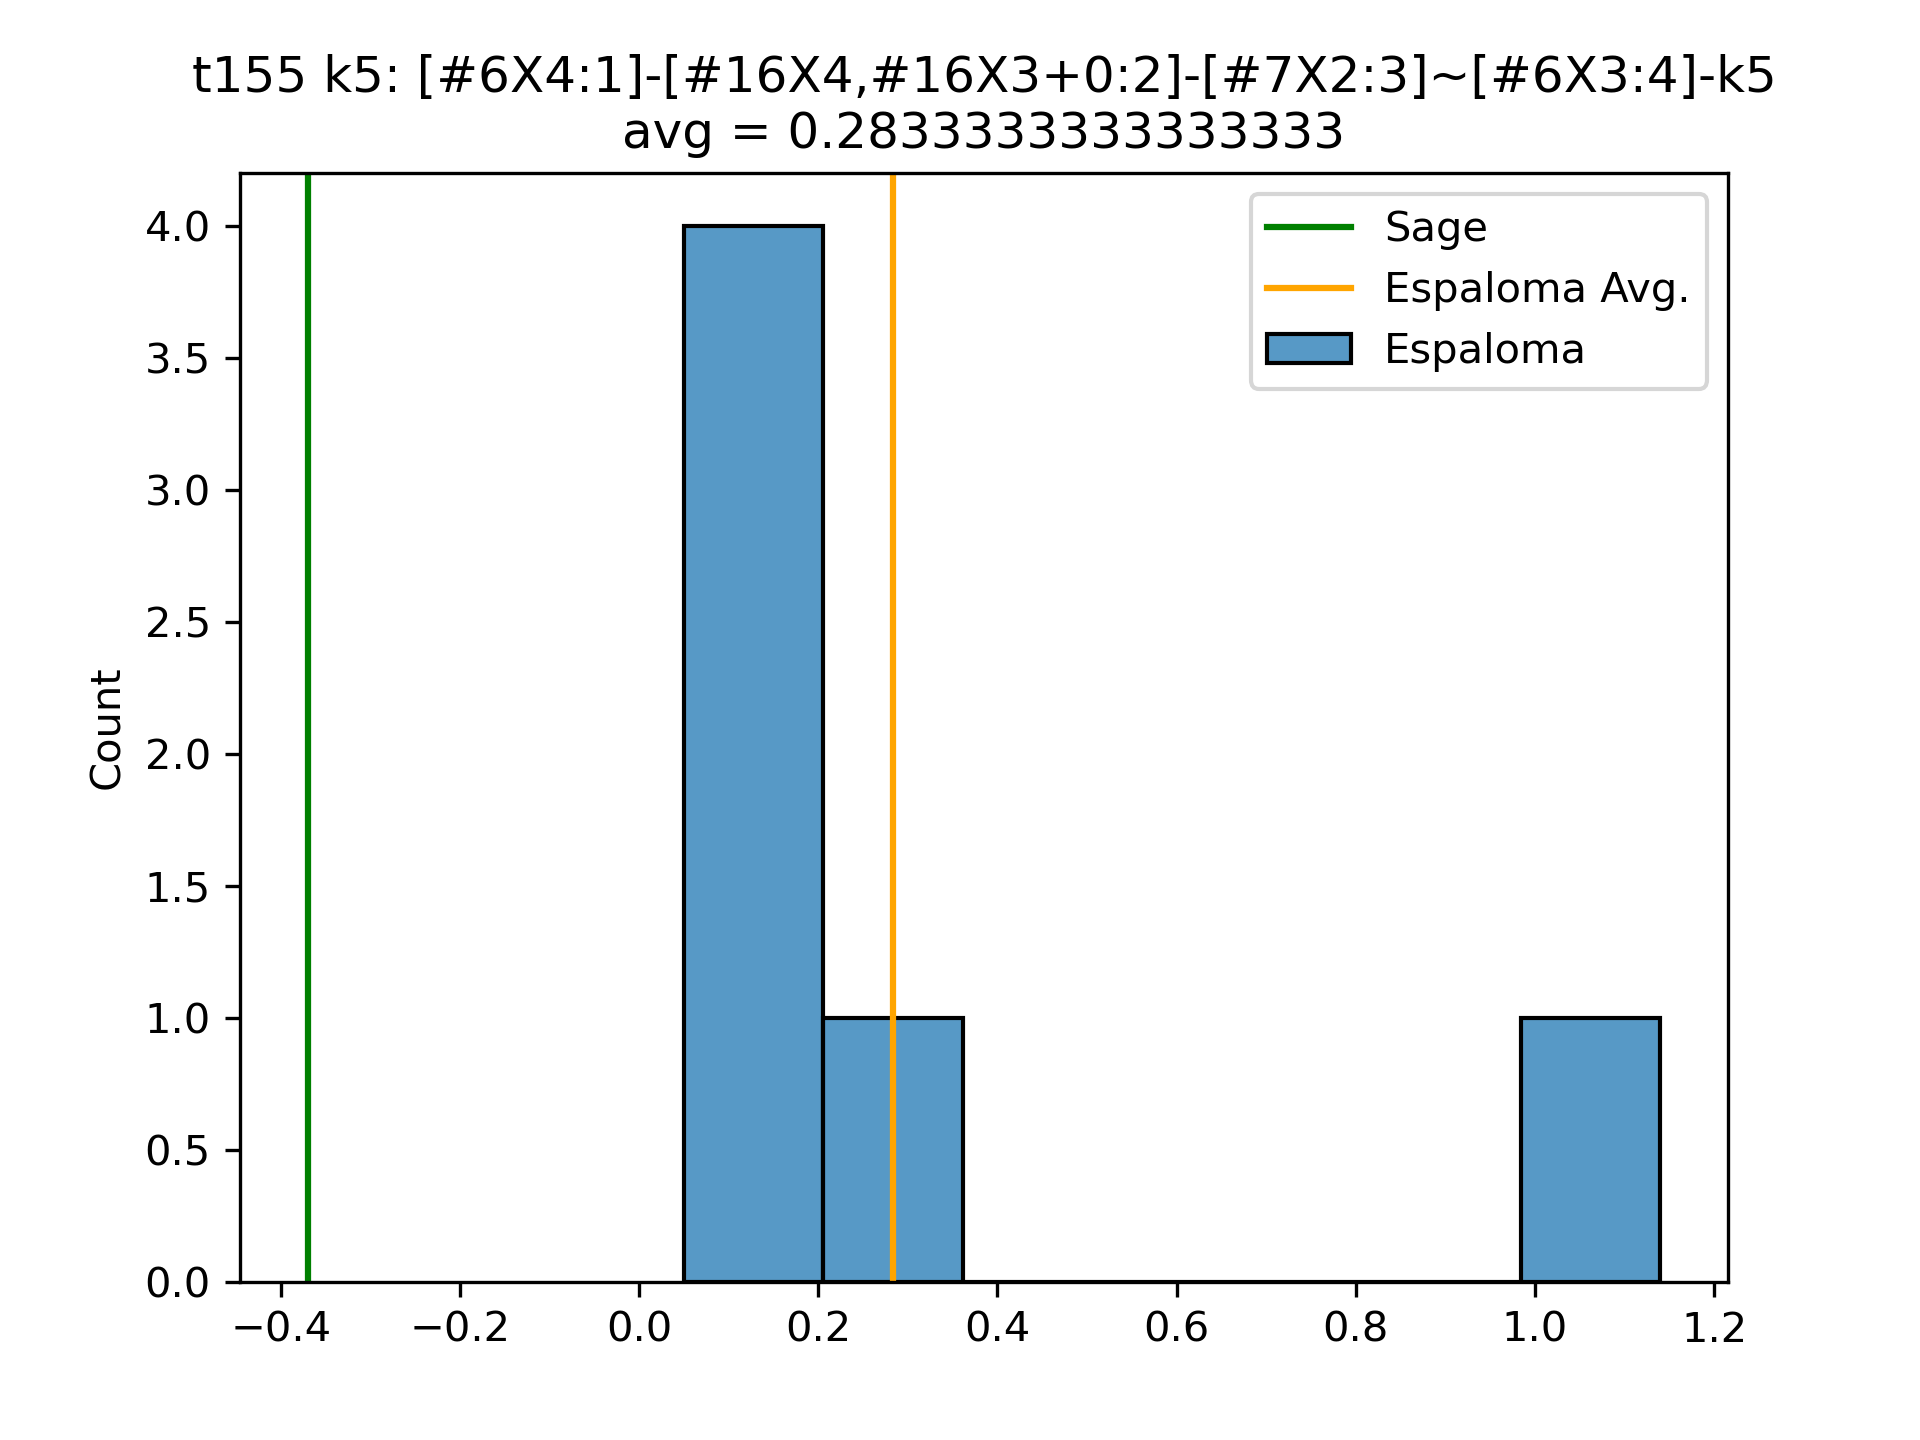 t155 k5: [#6X4:1]-[#16X4,#16X3+0:2]-[#7X2:3]~[#6X3:4]-k5
avg = 0.2833333333333333
Sage
Espaloma Avg.
Espaloma
Count
4.0
3.5
3.0
2.5
2.0
1.5
1.0
0.5
0.0
−0.4 −0.2 0.0 0.2 0.4 0.6 0.8 1.0 1.2